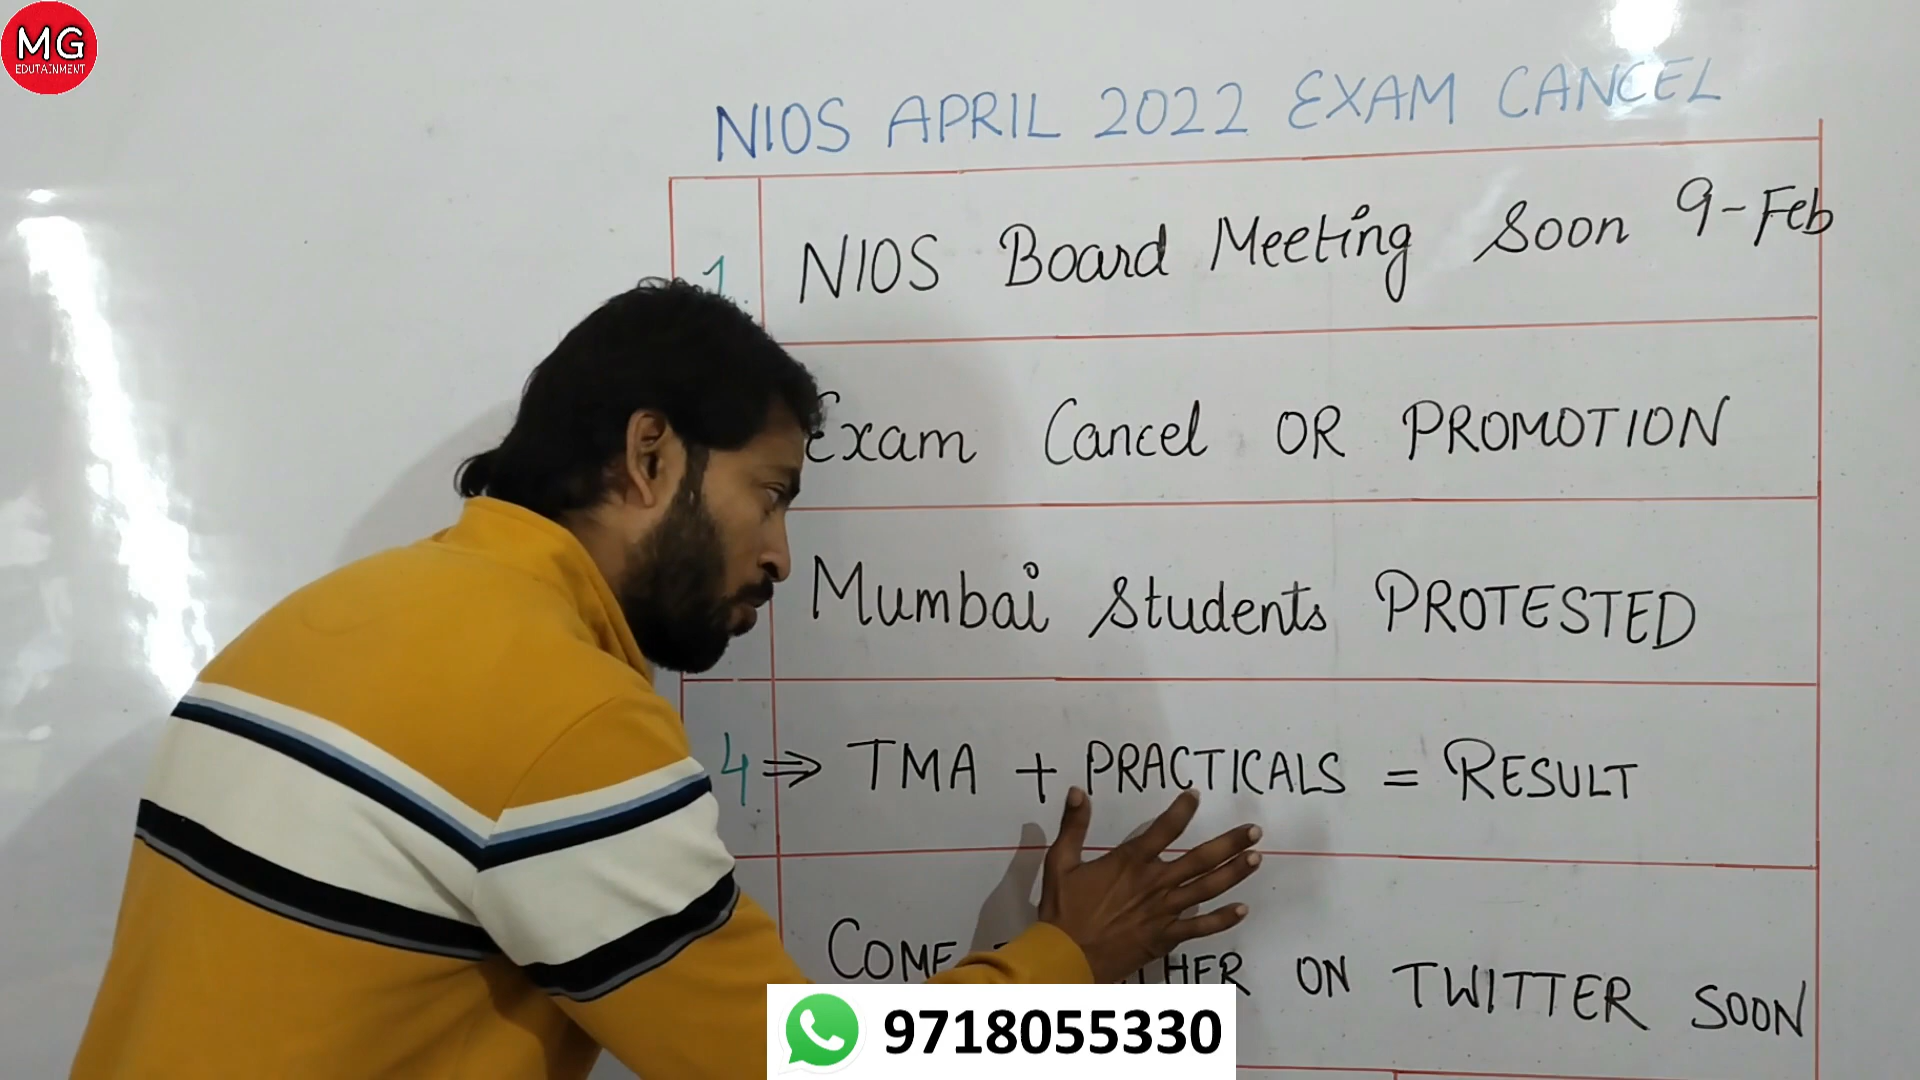 MG
EDUTAINMENT
NIOS APRIL 2022 EXAM CANCEL
1. NIOS Board Meeting Soon 9-Feb
Exam Cancel OR PROMOTION
Mumbai Students PROTESTED
4 ⇒ TMA + PRACTICALS = RESULT
COME ON TWITTER SOON
9718055330